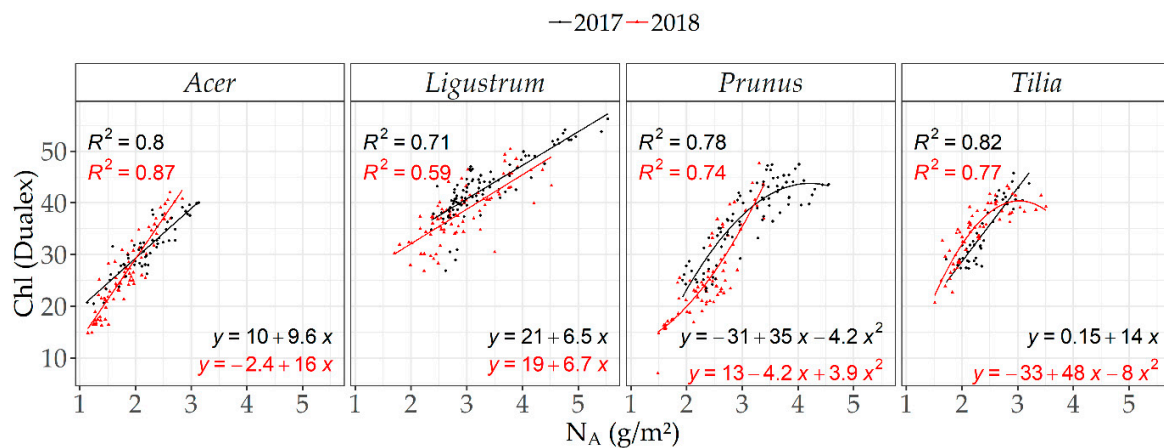 2017 2018
Acer Ligustrum Prunus Tilia
R² = 0.8 R² = 0.71 R² = 0.78 R² = 0.82
R² = 0.87 R² = 0.59 R² = 0.74 R² = 0.77
50
40
30
20
10
Chl (Dualex)
y = 10 + 9.6 x y = 21 + 6.5 x y = −31 + 35 x − 4.2 x² y = 0.15 + 14 x
y = −2.4 + 16 x y = 19 + 6.7 x y = 13 − 4.2 x + 3.9 x² y = −33 + 48 x − 8 x²
1 2 3 4 5 1 2 3 4 5 1 2 3 4 5 1 2 3 4 5
N_A (g/m²)